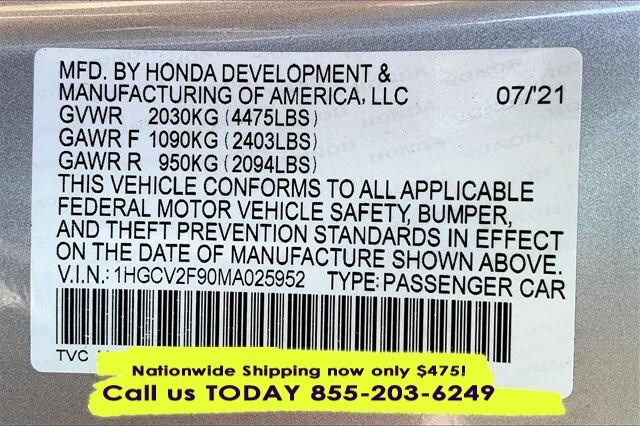 MFD. BY HONDA DEVELOPMENT &
MANUFACTURING OF AMERICA, LLC 07/'21
GVWR 2030KG (4475LBS)
GAWR F 1090KG (2403LBS)
GAWR R 950KG (2094LBS)
THIS VEHICLE CONFORMS TO ALL APPLICABLE
FEDERAL MOTOR VEHICLE SAFETY, BUMPER,
AND THEFT PREVENTION STANDARDS IN EFFECT
ON THE DATE OF MANUFACTURE SHOWN ABOVE.
V.I.N.: 1HGCV2F90MA025952 TYPE: PASSENGER CAR
TVC
Nationwide Shipping now only $475!
Call us TODAY 855-203-6249